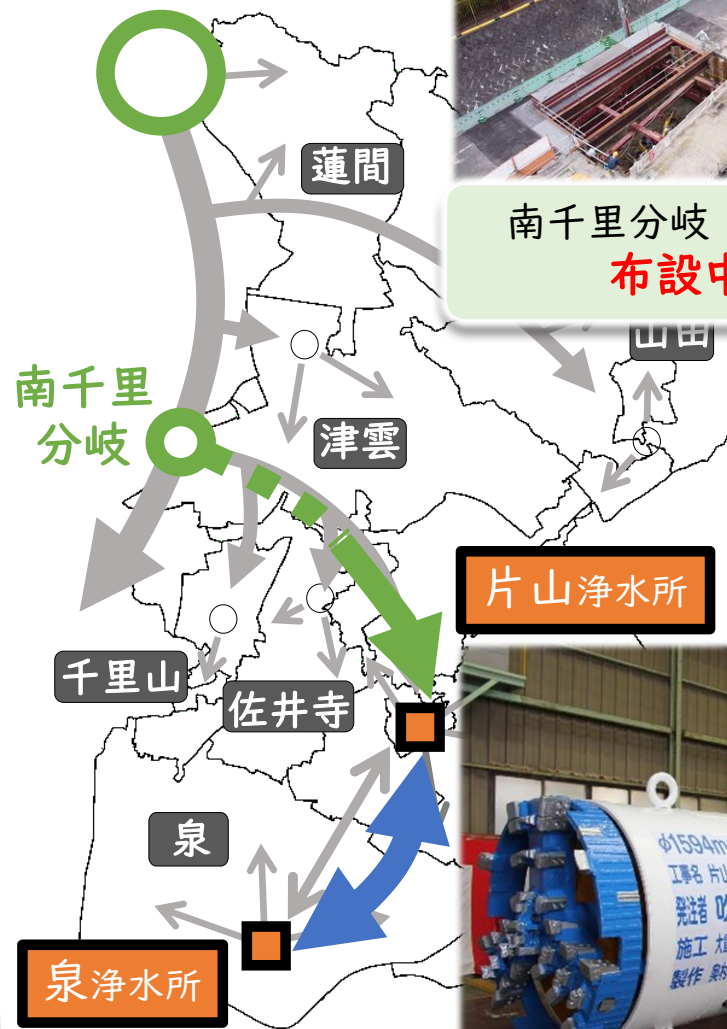 蓮間
南千里分岐
布設中
山田
南千里
分岐
津雲
片山浄水所
千里山
佐井寺
泉
φ1594m
工事名 片山
発注者
施工 大
製作
泉浄水所